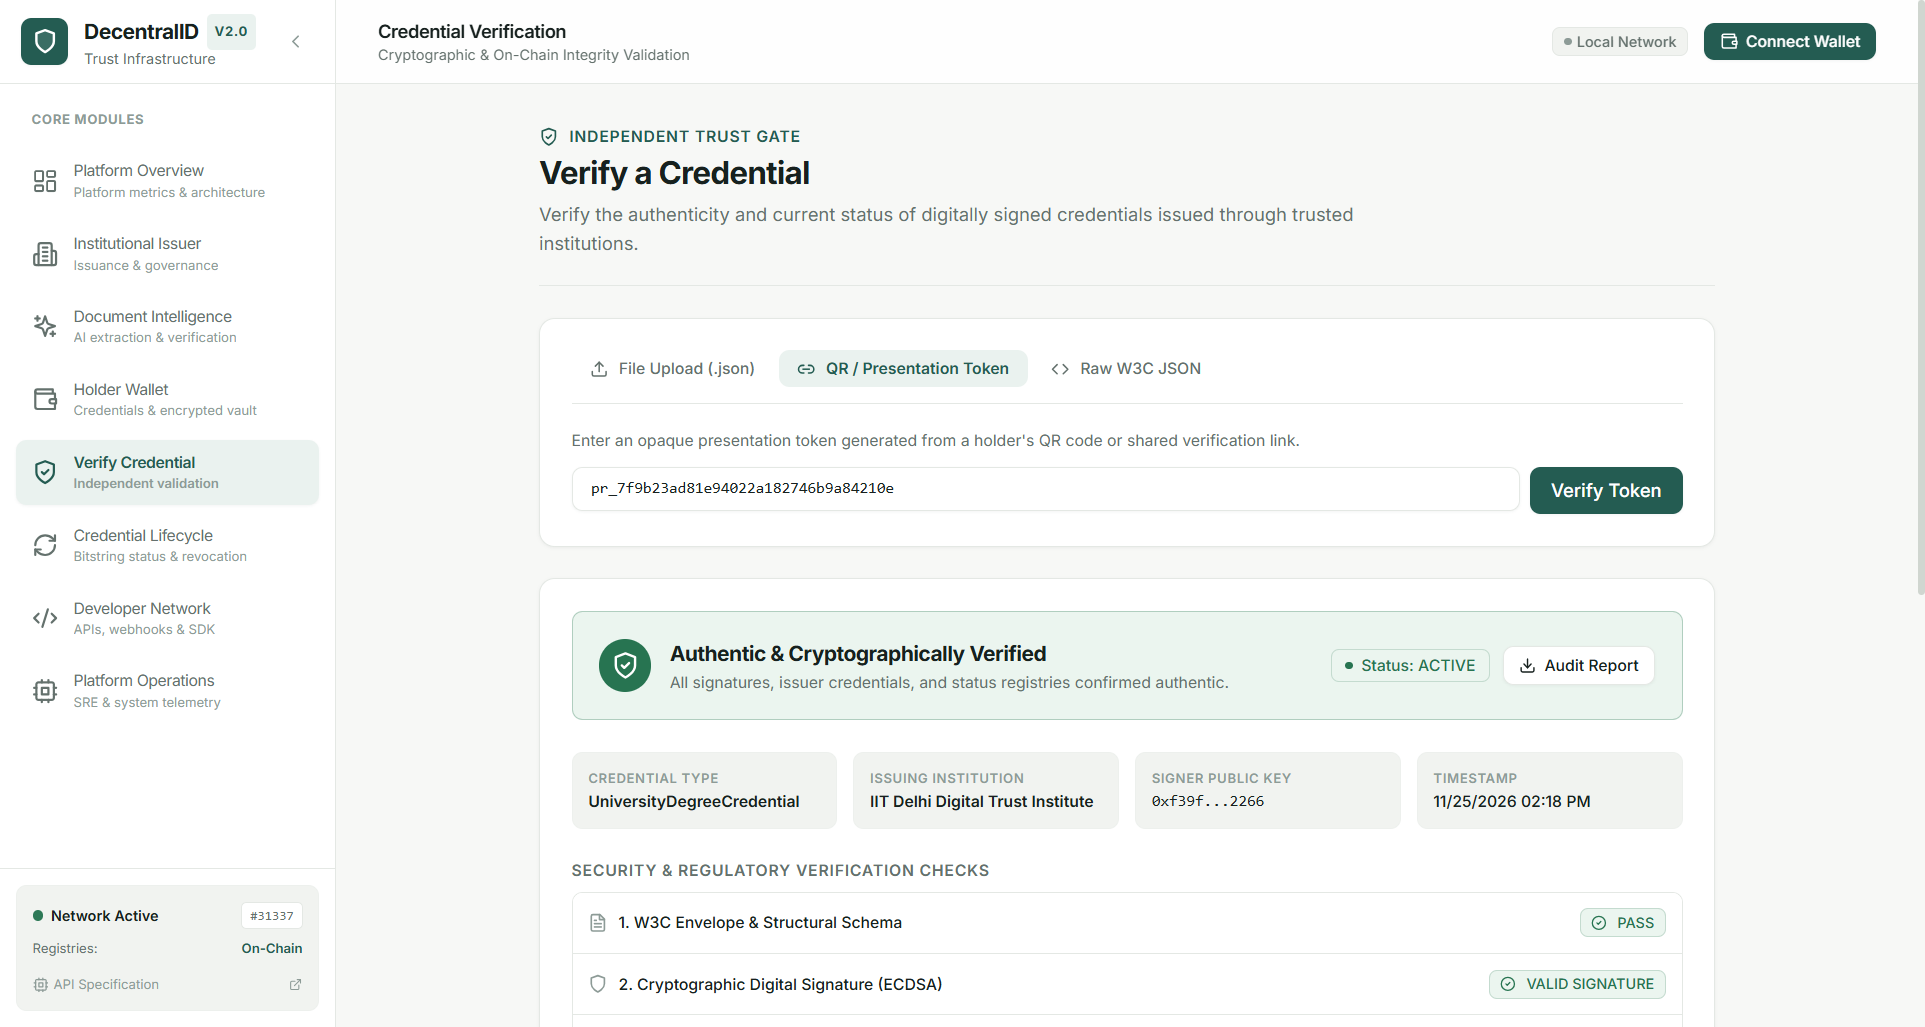 DecentralID V2.0
Trust Infrastructure
CORE MODULES
Platform Overview
Platform metrics & architecture
Institutional Issuer
Issuance & governance
Document Intelligence
AI extraction & verification
Holder Wallet
Credentials & encrypted vault
Verify Credential
Independent validation
Credential Lifecycle
Bitstring status & revocation
Developer Network
APIs, webhooks & SDK
Platform Operations
SRE & system telemetry
Network Active #31337
Registries: On-Chain
API Specification
Credential Verification
Cryptographic & On-Chain Integrity Validation
Local Network
Connect Wallet
INDEPENDENT TRUST GATE
Verify a Credential
Verify the authenticity and current status of digitally signed credentials issued through trusted
institutions.
File Upload (.json) QR / Presentation Token Raw W3C JSON
Enter an opaque presentation token generated from a holder's QR code or shared verification link.
pr_7f9b23ad81e94022a182746b9a84210e
Verify Token
Authentic & Cryptographically Verified
All signatures, issuer credentials, and status registries confirmed authentic.
Status: ACTIVE
Audit Report
CREDENTIAL TYPE
UniversityDegreeCredential
ISSUING INSTITUTION
IIT Delhi Digital Trust Institute
SIGNER PUBLIC KEY
0xf39f...2266
TIMESTAMP
11/25/2026 02:18 PM
SECURITY & REGULATORY VERIFICATION CHECKS
1. W3C Envelope & Structural Schema PASS
2. Cryptographic Digital Signature (ECDSA) VALID SIGNATURE